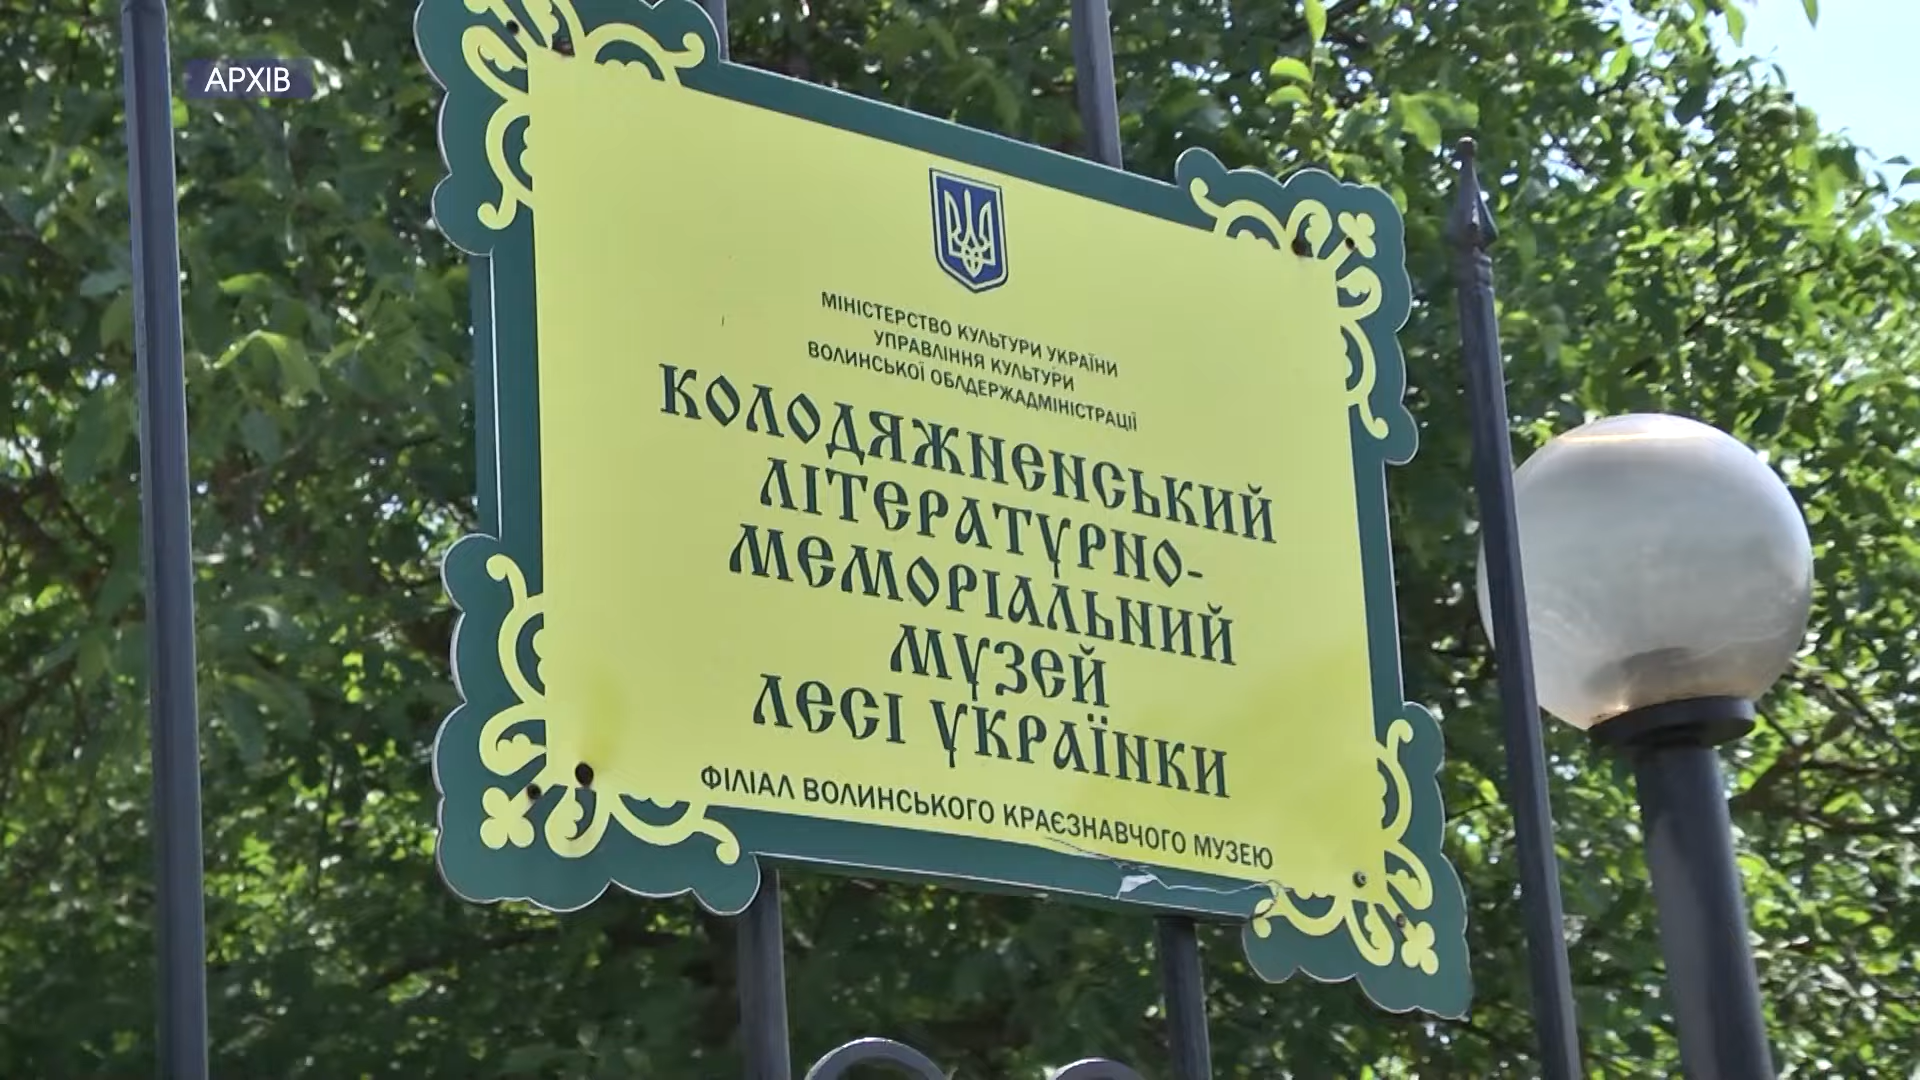 АРХІВ
МІНІСТЕРСТВО КУЛЬТУРИ УКРАЇНИ
УПРАВЛІННЯ КУЛЬТУРИ
ВОЛИНСЬКОЇ ОБЛДЕРЖАДМІНІСТРАЦІЇ
КОЛОДЯЖНЕНСЬКИЙ
ЛІТЕРАТУРНО-
МЕМОРІАЛЬНИЙ
МУЗЕЙ
ЛЕСІ УКРАЇНКИ
ФІЛІАЛ ВОЛИНСЬКОГО КРАЄЗНАВЧОГО МУЗЕЮ